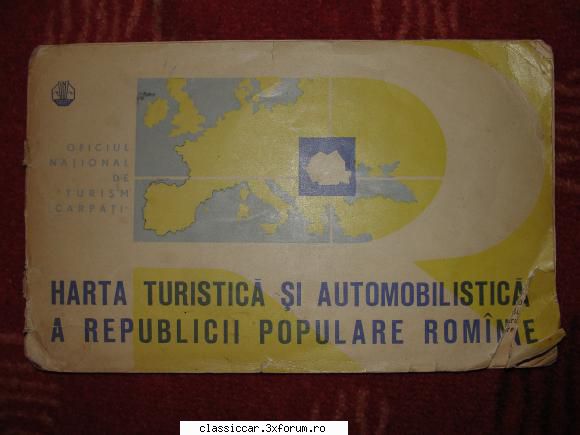 OFICIUL
NAȚIONAL
DE
TURISM
"CARPAȚI"
HARTA TURISTICĂ ȘI AUTOMOBILISTICĂ
A REPUBLICII POPULARE ROMÎNE
classiccar.3xforum.ro